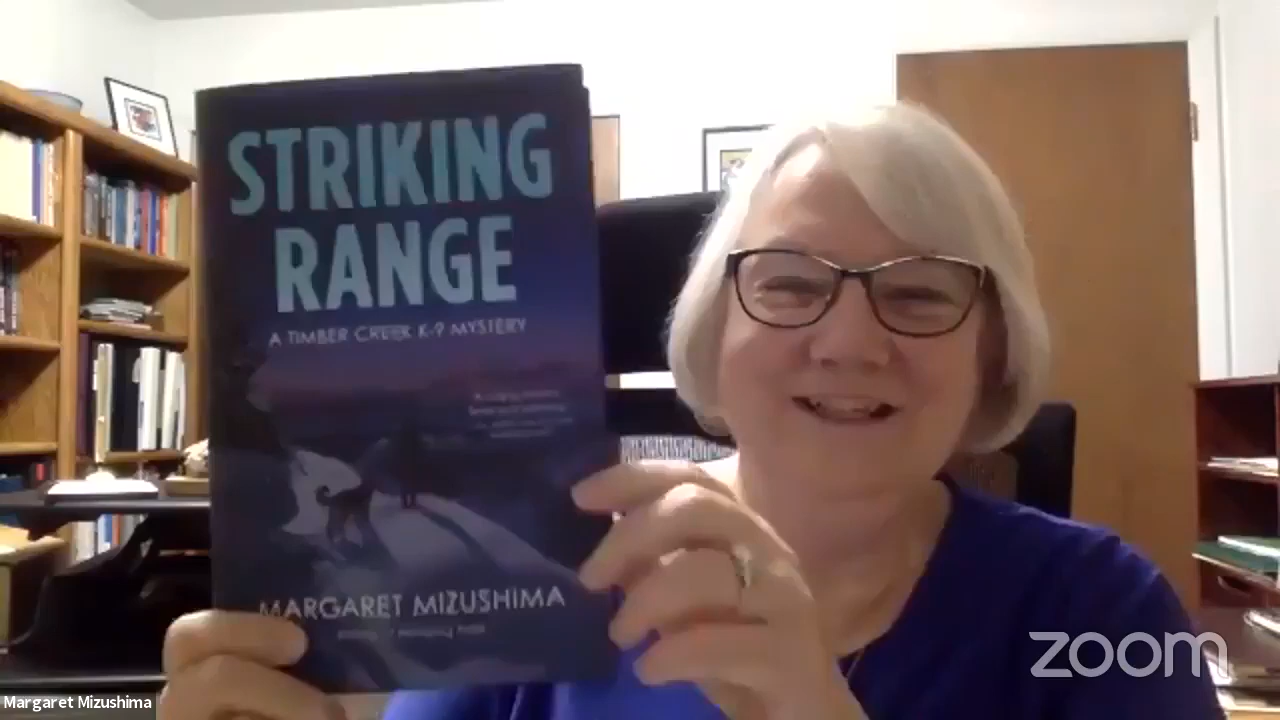 STRIKING
RANGE
A TIMBER CREEK K-9 MYSTERY
MARGARET MIZUSHIMA
zoom
Margaret Mizushima